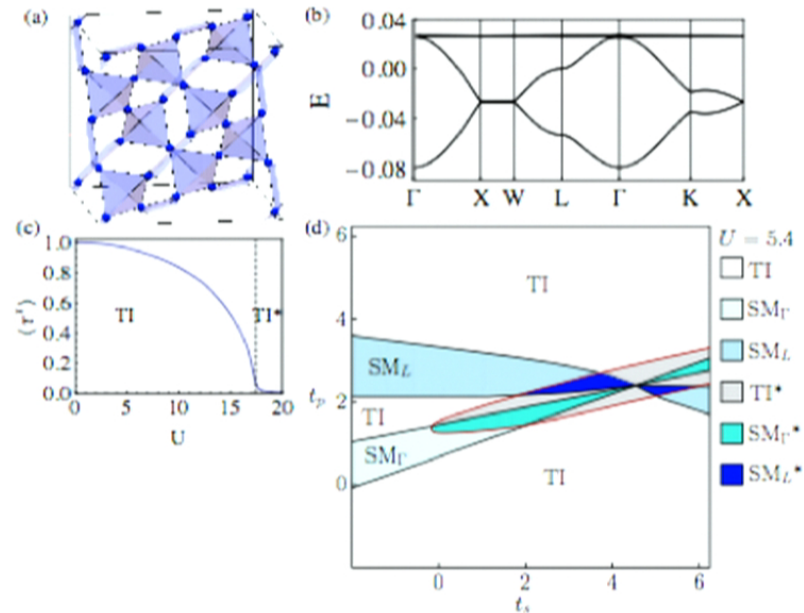 (a)
(b)
0.04
0.00
−0.04
−0.08
E
Γ X W L Γ K X
(c)
1.0
0.8
0.6
0.4
0.2
0.0
⟨τˣ⟩
TI
TI*
0 5 10 15 20
U
(d)
6
4
2
0
t_p
TI
SM_L
TI
SM_Γ
TI
0 2 4 6
t_s
U = 5.4
TI
SM_Γ
SM_L
TI*
SM_Γ*
SM_L*